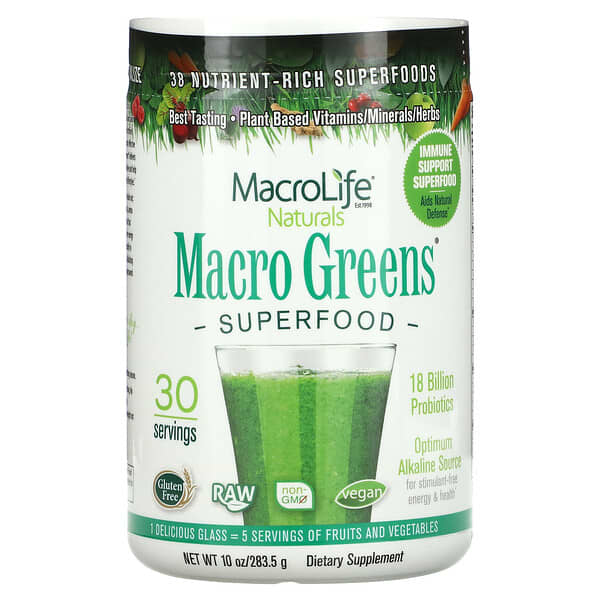 38 NUTRIENT-RICH SUPERFOODS
Best Tasting • Plant Based Vitamins/Minerals/Herbs
IMMUNE
SUPPORT
SUPERFOOD
Aids Natural
Defense*
MacroLife®
Est 1998
Naturals
Macro Greens®
- SUPERFOOD -
30
servings
18 Billion
Probiotics
Optimum
Alkaline Source
for stimulant-free
energy & health*
Gluten
Free
RAW
non-
GMO
vegan
1 DELICIOUS GLASS = 5 SERVINGS OF FRUITS AND VEGETABLES
NET WT 10 oz/283.5 g Dietary Supplement